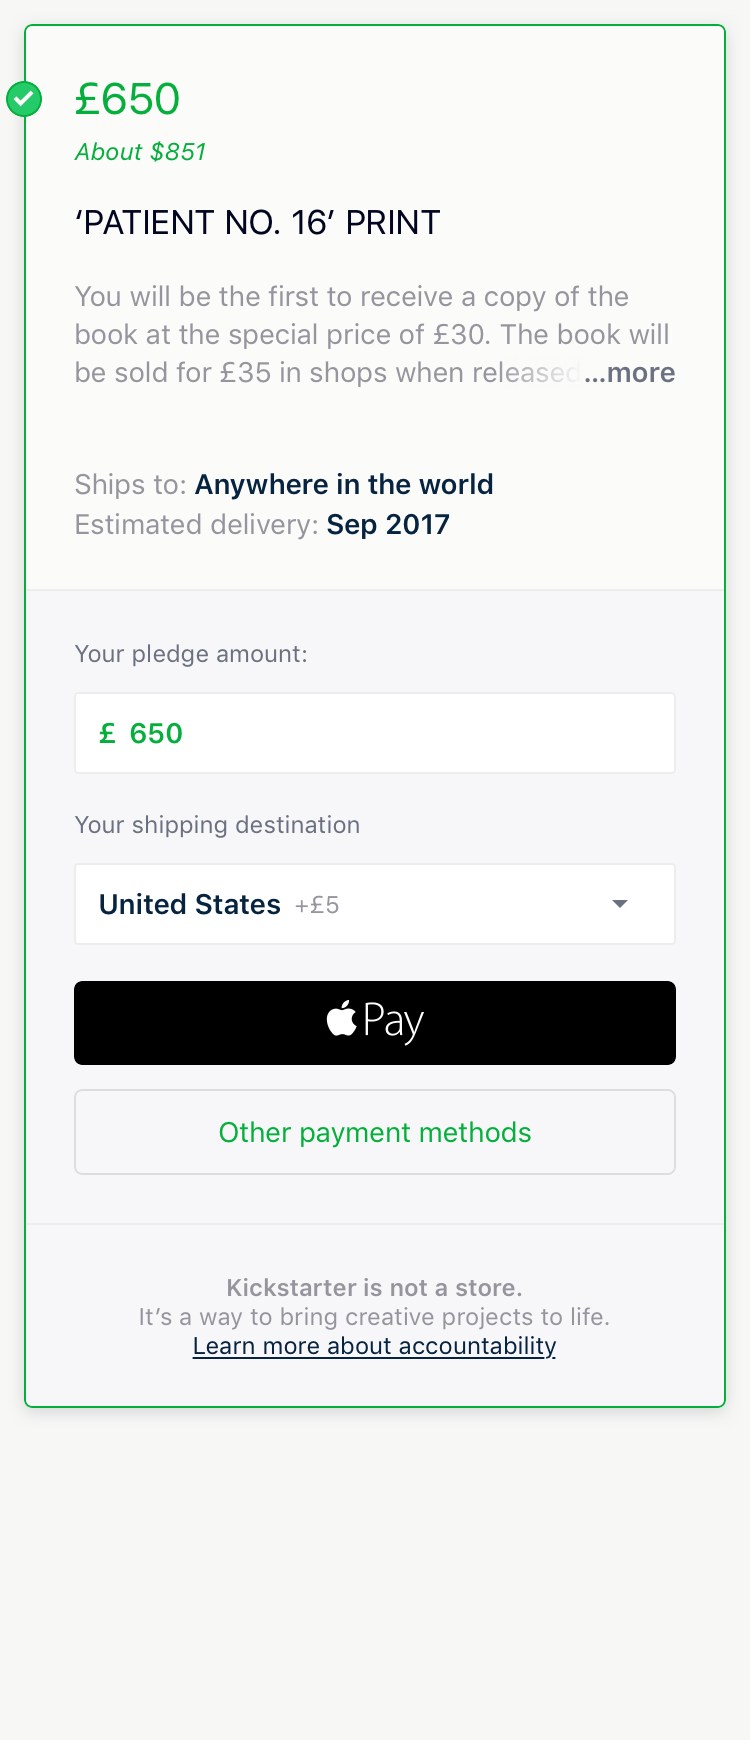 £650
About $851
‘PATIENT NO. 16’ PRINT
You will be the first to receive a copy of the
book at the special price of £30. The book will
be sold for £35 in shops when released...more
Ships to: Anywhere in the world
Estimated delivery: Sep 2017
Your pledge amount:
£ 650
Your shipping destination
United States +£5
Pay
Other payment methods
Kickstarter is not a store.
It’s a way to bring creative projects to life.
Learn more about accountability